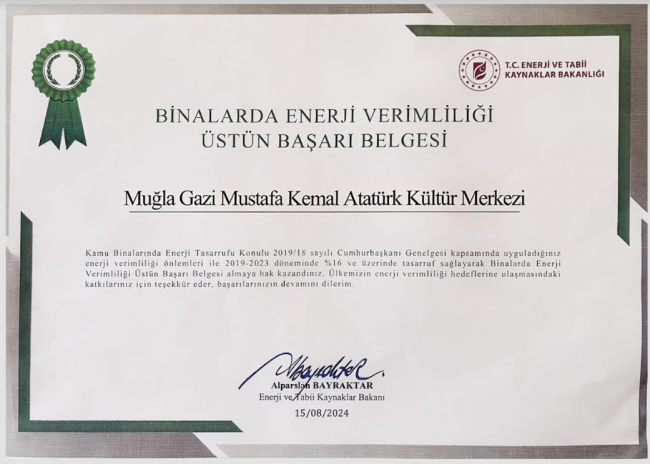 T.C. ENERJİ VE TABİİ
KAYNAKLAR BAKANLIĞI
BİNALARDA ENERJİ VERİMLİLİĞİ
ÜSTÜN BAŞARI BELGESİ
Muğla Gazi Mustafa Kemal Atatürk Kültür Merkezi
Kamu Binalarında Enerji Tasarrufu Konulu 2019/18 sayılı Cumhurbaşkanı Genelgesi kapsamında uyguladığınız
enerji verimliliği önlemleri ile 2019-2023 döneminde %16 ve üzerinde tasarruf sağlayarak Binalarda Enerji
Verimliliği Üstün Başarı Belgesi almaya hak kazandınız. Ülkemizin enerji verimliliği hedeflerine ulaşmasındaki
katkılarınız için teşekkür eder, başarılarınızın devamını dilerim.
Alparslan BAYRAKTAR
Enerji ve Tabii Kaynaklar Bakanı
15/08/2024